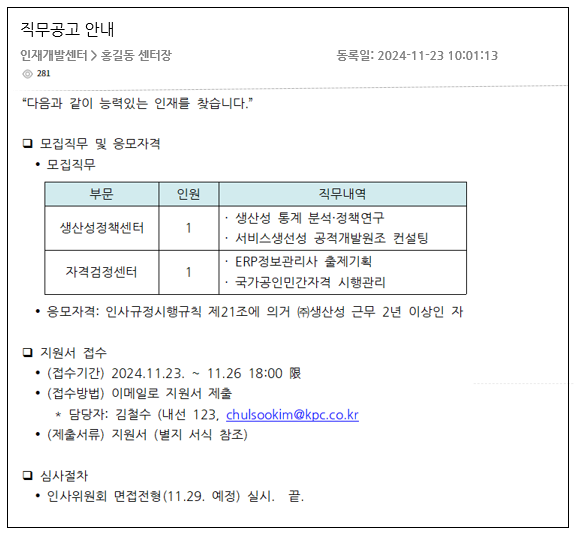 직무공고 안내
인재개발센터 > 홍길동 센터장 등록일: 2024-11-23 10:01:13
281
“다음과 같이 능력있는 인재를 찾습니다.”
❑ 모집직무 및 응모자격
• 모집직무
부문 인원 직무내역
생산성정책센터 1 · 생산성 통계 분석·정책연구
· 서비스생선성 공적개발원조 컨설팅
자격검정센터 1 · ERP정보관리사 출제기획
· 국가공인민간자격 시행관리
• 응모자격: 인사규정시행규칙 제21조에 의거 ㈜생산성 근무 2년 이상인 자
❑ 지원서 접수
• (접수기간) 2024.11.23. ~ 11.26 18:00 限
• (접수방법) 이메일로 지원서 제출
* 담당자: 김철수 (내선 123, chulsookim@kpc.co.kr
• (제출서류) 지원서 (별지 서식 참조)
❑ 심사절차
• 인사위원회 면접전형(11.29. 예정) 실시. 끝.